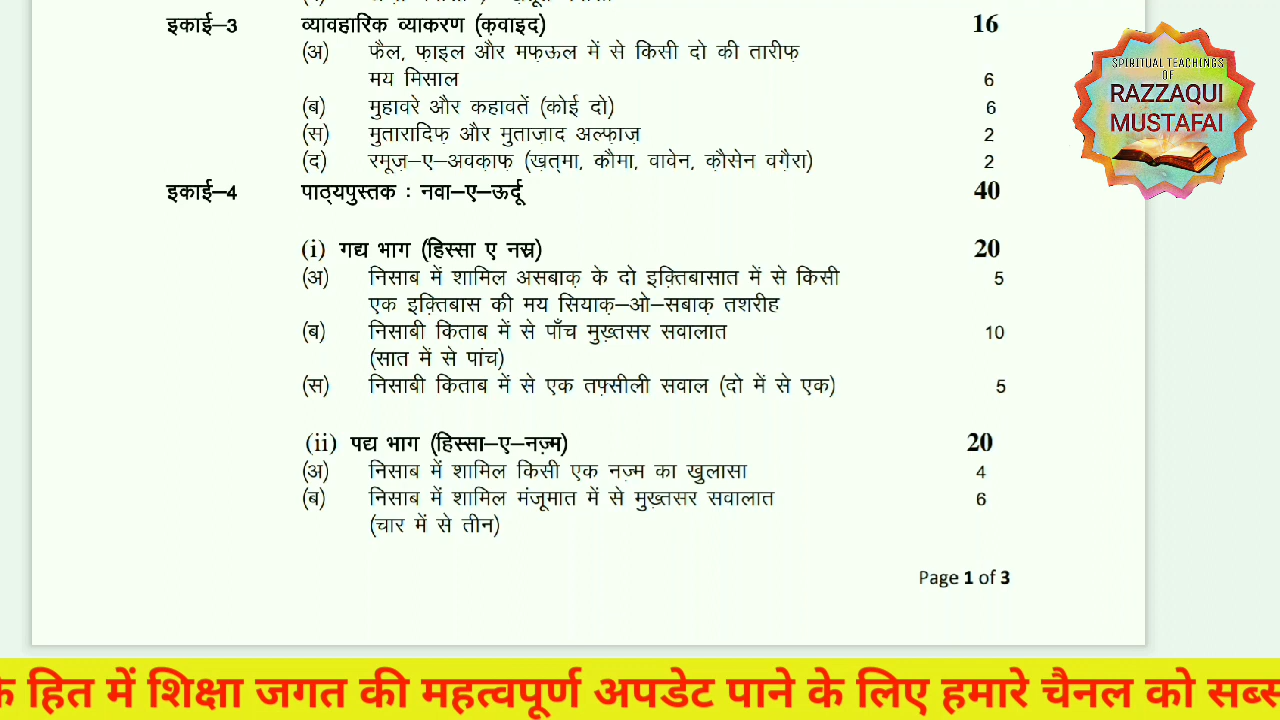 इकाई–3 व्यावहारिक व्याकरण (क़वाइद) 16
(अ) फैल, फ़ाइल और मफ़ऊल में से किसी दो की तारीफ़
मय मिसाल 6
(ब) मुहावरे और कहावतें (कोई दो) 6
(स) मुतारादिफ़ और मुताज़ाद अल्फ़ाज़ 2
(द) रमूज़–ए–अवक़ाफ़ (ख़त्मा, कौमा, वावेन, क़ौसेन वगैरा) 2
इकाई–4 पाठ्यपुस्तक : नवा–ए–ऊर्दू 40
(i) गद्य भाग (हिस्सा ए नस्र) 20
(अ) निसाब में शामिल असबाक़ के दो इक़्तिबासात में से किसी 5
एक इक़्तिबास की मय सियाक़–ओ–सबाक़ तशरीह
(ब) निसाबी किताब में से पाँच मुख़्तसर सवालात 10
(सात में से पांच)
(स) निसाबी किताब में से एक तफ़्सीली सवाल (दो में से एक) 5
(ii) पद्य भाग (हिस्सा–ए–नज़्म) 20
(अ) निसाब में शामिल किसी एक नज़्म का खुलासा 4
(ब) निसाब में शामिल मंजूमात में से मुख़्तसर सवालात 6
(चार में से तीन)
Page 1 of 3
SPIRITUAL TEACHINGS
OF
RAZZAQUI
MUSTAFAI
के हित में शिक्षा जगत की महत्वपूर्ण अपडेट पाने के लिए हमारे चैनल को सब्स